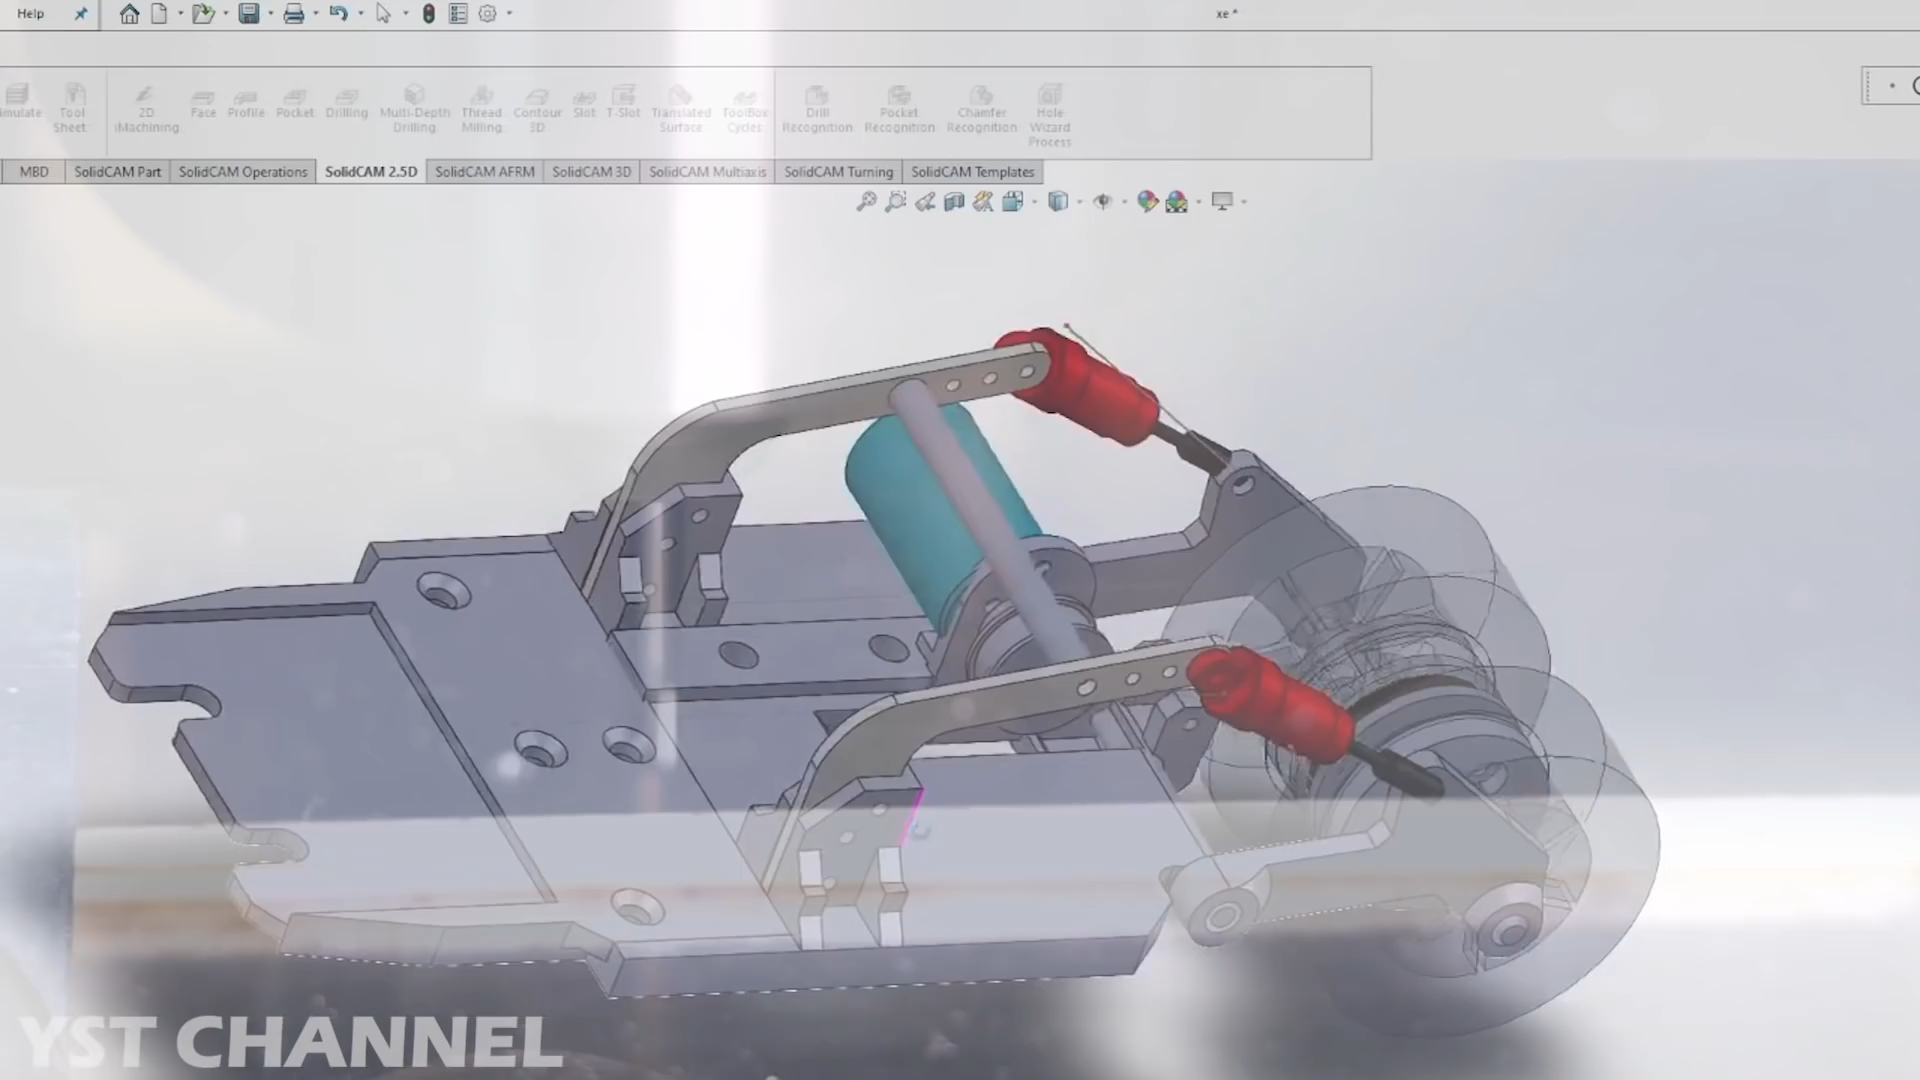 Help
xe *
Tool Sheet
2D iMachining
Face
Profile
Pocket
Drilling
Multi-Depth Drilling
Thread Milling
Contour 3D
Slot
T-Slot
Translated Surface
ToolBox Cycles
Drill Recognition
Pocket Recognition
Chamfer Recognition
Hole Wizard Process
MBD
SolidCAM Part
SolidCAM Operations
SolidCAM 2.5D
SolidCAM AFRM
SolidCAM 3D
SolidCAM Multiaxis
SolidCAM Turning
SolidCAM Templates
YST CHANNEL